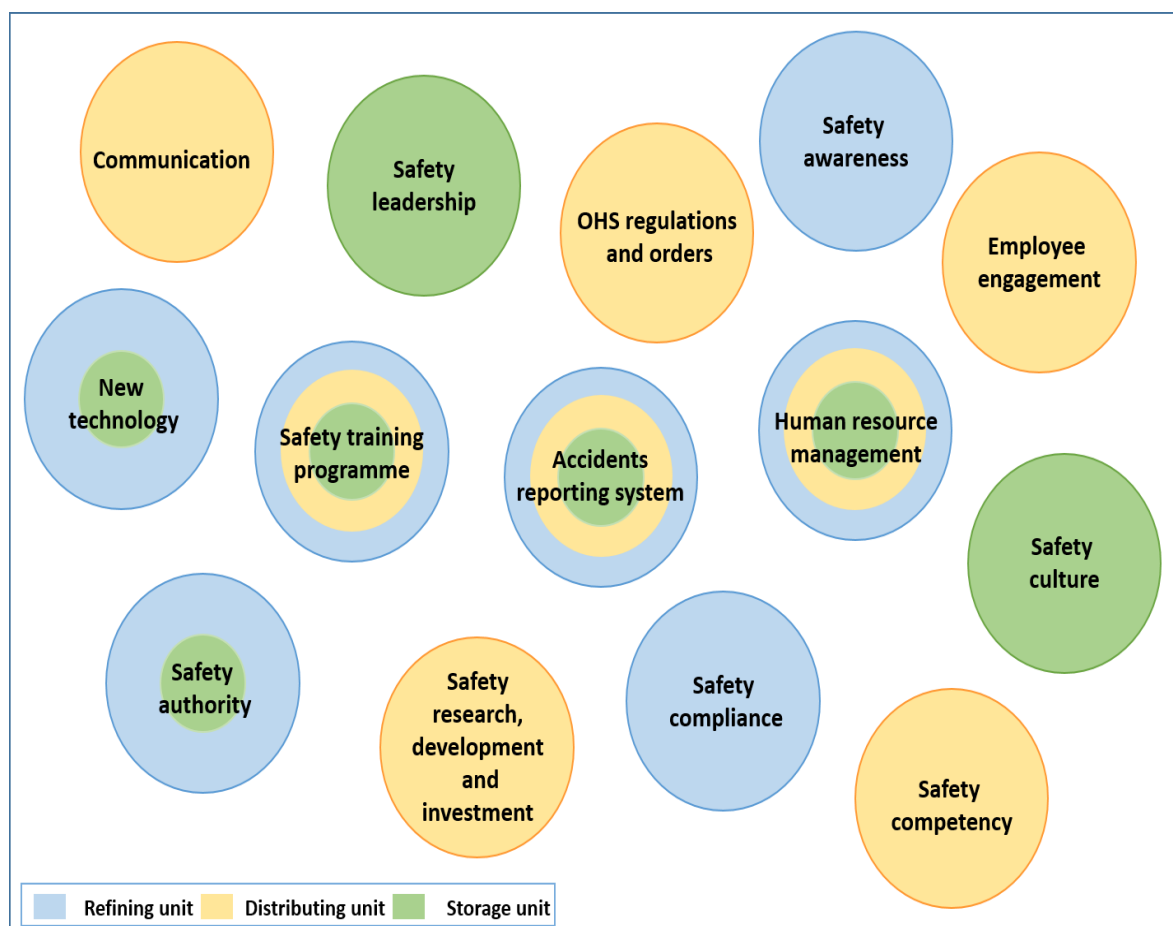 Communication
Safety
leadership
OHS regulations
and orders
Safety
awareness
Employee
engagement
New
technology
Safety training
programme
Accidents
reporting system
Human resource
management
Safety
culture
Safety
authority
Safety
research,
development
and
investment
Safety
compliance
Safety
competency
Refining unit
Distributing unit
Storage unit